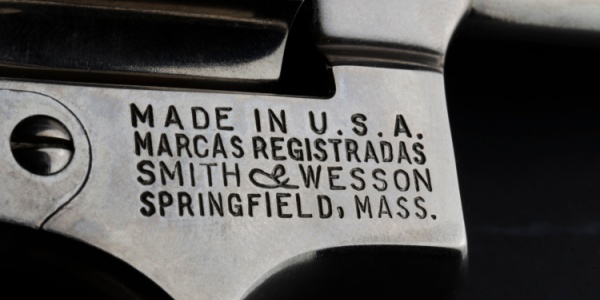 MADE IN U.S.A.
MARCAS REGISTRADAS
SMITH & WESSON
SPRINGFIELD, MASS.